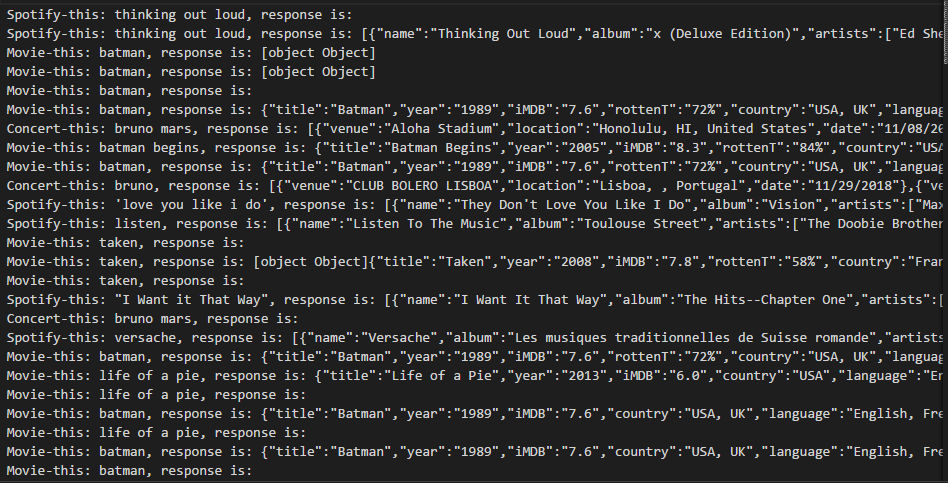 Spotify-this: thinking out loud, response is:
Spotify-this: thinking out loud, response is: [{"name":"Thinking Out Loud","album":"x (Deluxe Edition)","artists":["Ed She
Movie-this: batman, response is: [object Object]
Movie-this: batman, response is: [object Object]
Movie-this: batman, response is:
Movie-this: batman, response is: {"title":"Batman","year":"1989","iMDB":"7.6","rottenT":"72%","country":"USA, UK","languag
Concert-this: bruno mars, response is: [{"venue":"Aloha Stadium","location":"Honolulu, HI, United States","date":"11/08/20
Movie-this: batman begins, response is: {"title":"Batman Begins","year":"2005","iMDB":"8.3","rottenT":"84%","country":"USA
Movie-this: batman, response is: {"title":"Batman","year":"1989","iMDB":"7.6","rottenT":"72%","country":"USA, UK","languag
Concert-this: bruno, response is: [{"venue":"CLUB BOLERO LISBOA","location":"Lisboa, , Portugal","date":"11/29/2018"},{"ve
Spotify-this: 'love you like i do', response is: [{"name":"They Don't Love You Like I Do","album":"Vision","artists":["Max
Spotify-this: listen, response is: [{"name":"Listen To The Music","album":"Toulouse Street","artists":["The Doobie Brother
Movie-this: taken, response is:
Movie-this: taken, response is: [object Object]{"title":"Taken","year":"2008","iMDB":"7.8","rottenT":"58%","country":"Fran
Movie-this: taken, response is:
Spotify-this: "I Want it That Way", response is: [{"name":"I Want It That Way","album":"The Hits--Chapter One","artists":[
Concert-this: bruno mars, response is:
Spotify-this: versache, response is: [{"name":"Versache","album":"Les musiques traditionnelles de Suisse romande","artists
Movie-this: batman, response is: {"title":"Batman","year":"1989","iMDB":"7.6","rottenT":"72%","country":"USA, UK","languag
Movie-this: life of a pie, response is: {"title":"Life of a Pie","year":"2013","iMDB":"6.0","country":"USA","language":"En
Movie-this: life of a pie, response is:
Movie-this: batman, response is: {"title":"Batman","year":"1989","iMDB":"7.6","country":"USA, UK","language":"English, Fre
Movie-this: life of a pie, response is:
Movie-this: batman, response is: {"title":"Batman","year":"1989","iMDB":"7.6","country":"USA, UK","language":"English, Fre
Movie-this: batman, response is: